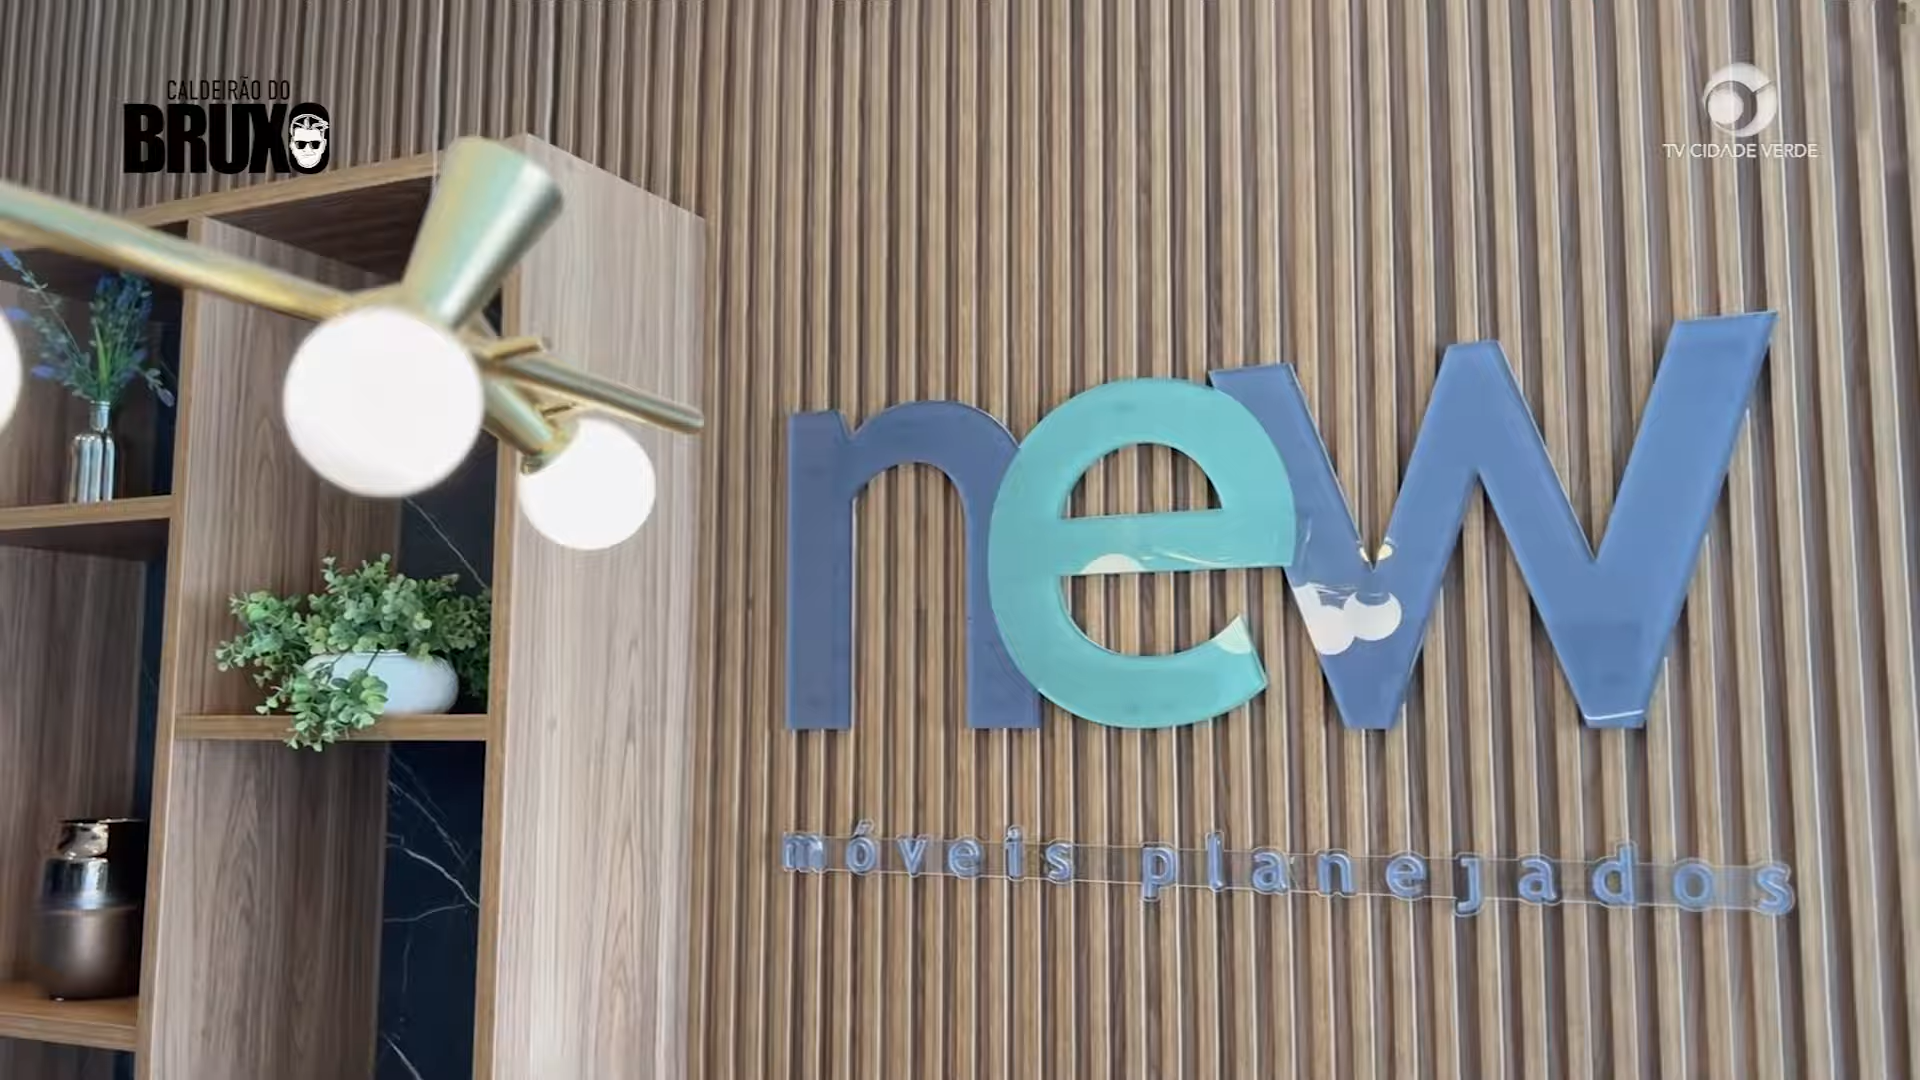 CALDEIRÃO DO
BRUXO
TV CIDADE VERDE
new
móveis planejados